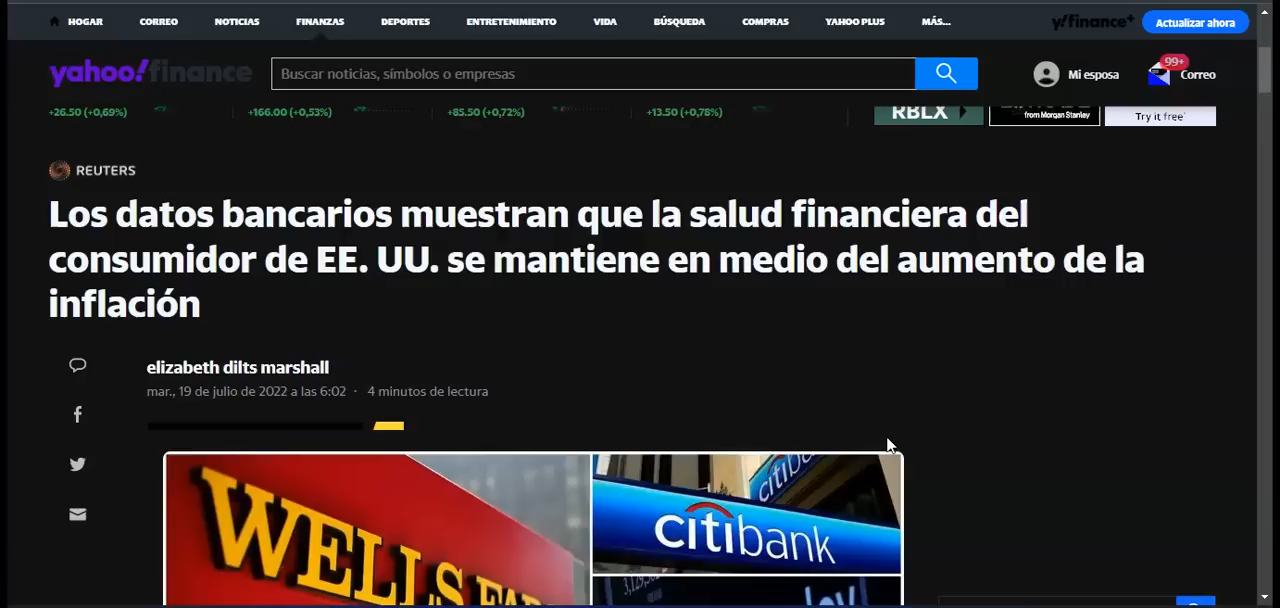 HOGAR CORREO NOTICIAS FINANZAS DEPORTES ENTRETENIMIENTO VIDA BÚSQUEDA COMPRAS YAHOO PLUS MÁS... y!finance+ Actualizar ahora
yahoo!finance Buscar noticias, símbolos o empresas Mi esposa 99+ Correo
+26.50 (+0,69%) +166.00 (+0,53%) +85.50 (+0,72%) +13.50 (+0,78%) RBLX from Morgan Stanley Try it free*
REUTERS
Los datos bancarios muestran que la salud financiera del
consumidor de EE. UU. se mantiene en medio del aumento de la
inflación
elizabeth dilts marshall
mar., 19 de julio de 2022 a las 6:02 · 4 minutos de lectura
WELLS
citibank
citi